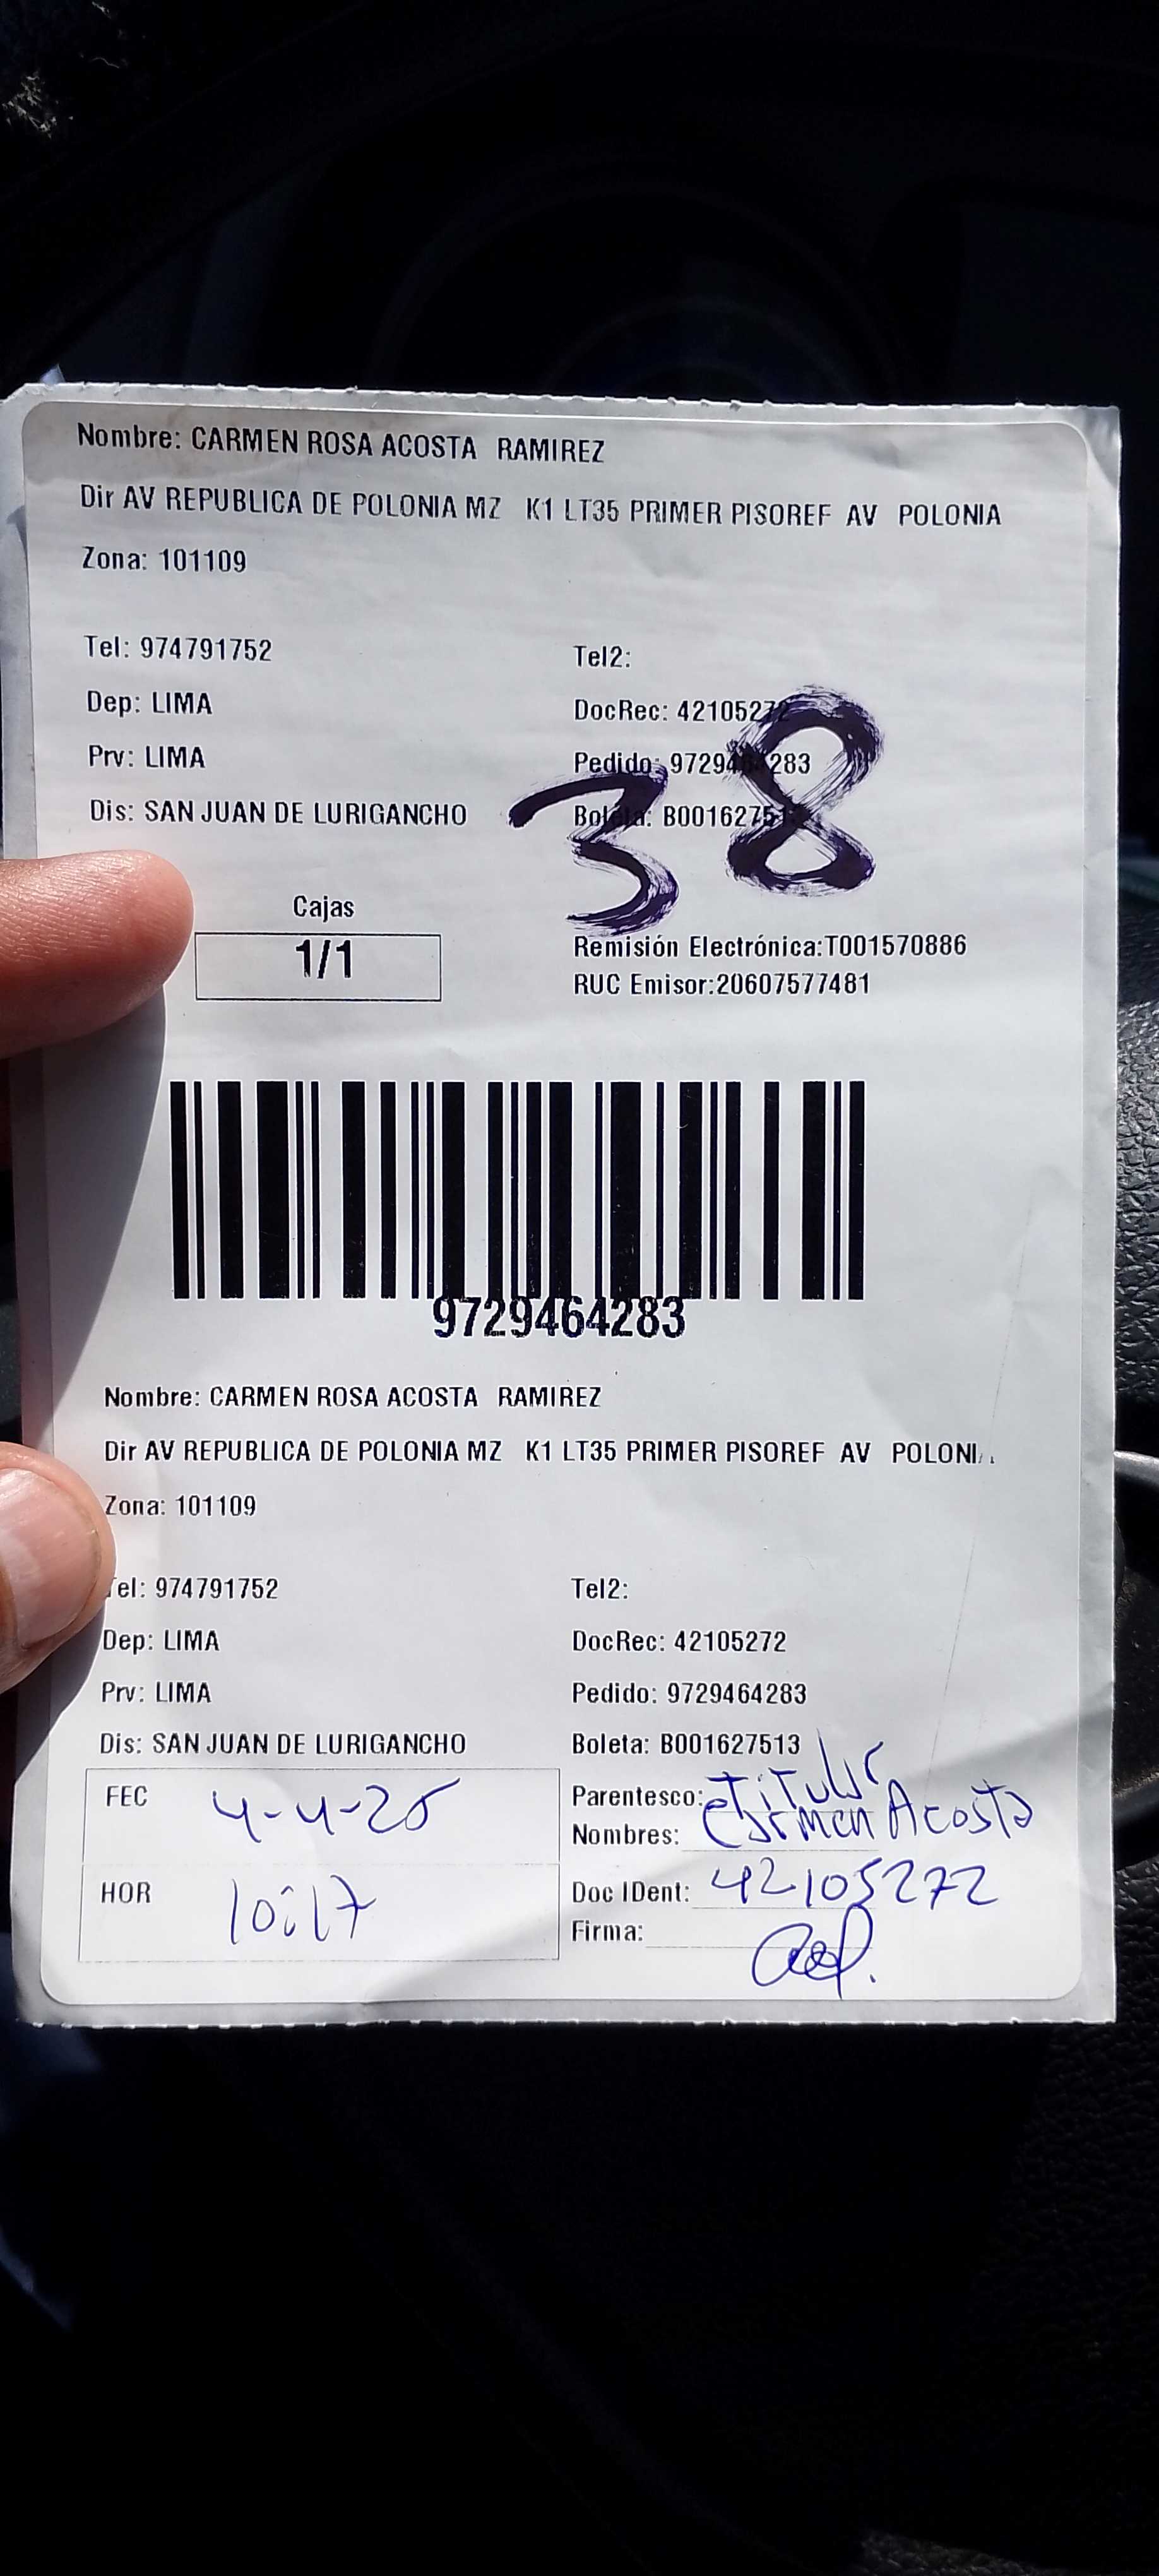 Nombre: CARMEN ROSA ACOSTA RAMIREZ
Dir AV REPUBLICA DE POLONIA MZ K1 LT35 PRIMER PISOREF AV POLONIA
Zona: 101109
Tel: 974791752 Tel2:
Dep: LIMA DocRec: 42105272
Prv: LIMA Pedido: 9729464283
Dis: SAN JUAN DE LURIGANCHO Boleta: B001627513
38
Cajas
1/1
Remisión Electrónica:T001570886
RUC Emisor:20607577481
9729464283
Nombre: CARMEN ROSA ACOSTA RAMIREZ
Dir AV REPUBLICA DE POLONIA MZ K1 LT35 PRIMER PISOREF AV POLONI
Zona: 101109
Tel: 974791752 Tel2:
Dep: LIMA DocRec: 42105272
Prv: LIMA Pedido: 9729464283
Dis: SAN JUAN DE LURIGANCHO Boleta: B001627513
FEC 4-4-25 Parentesco: Titular
Nombres: Carmen Acosta
HOR 10:17 Doc IDent: 42105272
Firma: